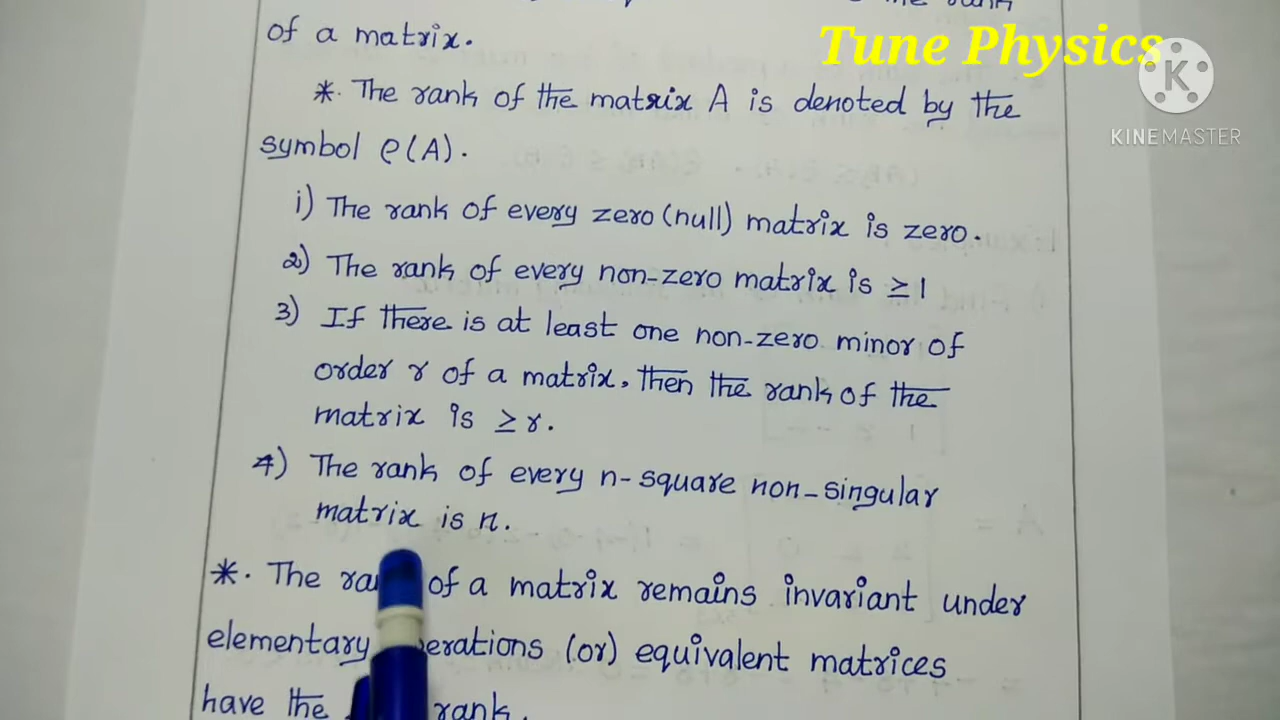 of a matrix.
Tune Physics
K
KINEMASTER
*. The rank of the matrix A is denoted by the
symbol ρ(A).
i) The rank of every zero (null) matrix is zero.
2) The rank of every non-zero matrix is ≥ 1
3) If there is at least one non-zero minor of
order r of a matrix, then the rank of the
matrix is ≥ r.
4) The rank of every n-square non-singular
matrix is n.
*. The of a matrix remains invariant under
elementary (or) equivalent matrices
have the rank.